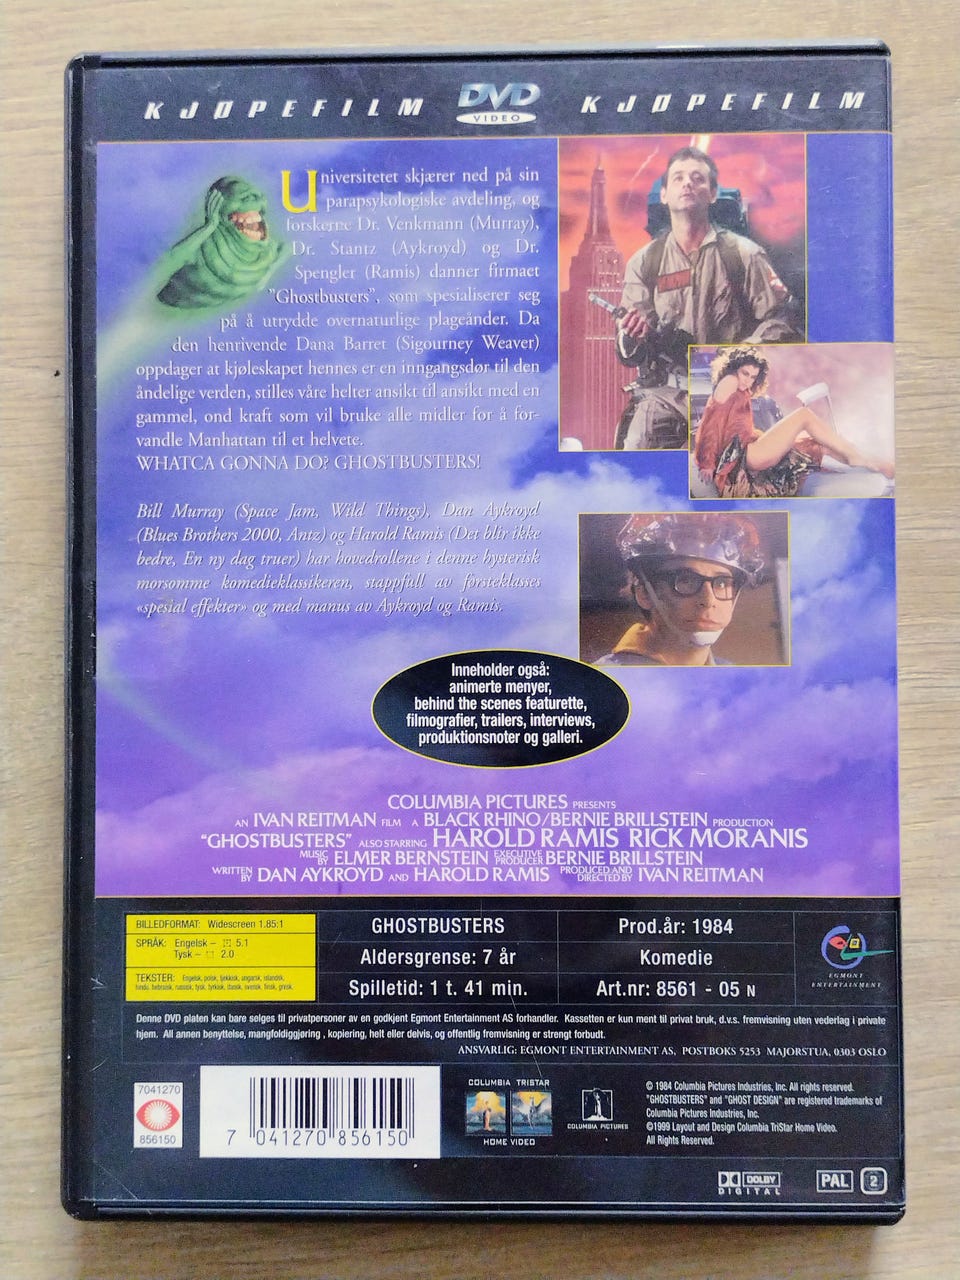 KJØPEFILM DVD VIDEO KJØPEFILM
Universitetet skjærer ned på sin
parapsykologiske avdeling, og
forskerne Dr. Venkmann (Murray),
Dr. Stantz (Aykroyd) og Dr.
Spengler (Ramis) danner firmaet
"Ghostbusters", som spesialiserer seg
på å utrydde overnaturlige plageånder. Da
den henrivende Dana Barret (Sigourney Weaver)
oppdager at kjøleskapet hennes er en inngangsdør til den
åndelige verden, stilles våre helter ansikt til ansikt med en
gammel, ond kraft som vil bruke alle midler for å for-
vandle Manhattan til et helvete.
WHATCA GONNA DO? GHOSTBUSTERS!
Bill Murray (Space Jam, Wild Things), Dan Aykroyd
(Blues Brothers 2000, Antz) og Harold Ramis (Det blir ikke
bedre, En ny dag truer) har hovedrollene i denne hysterisk
morsomme komedieklassikeren, stappfull av førsteklasses
«spesial effekter» og med manus av Aykroyd og Ramis.
Inneholder også:
animerte menyer,
behind the scenes featurette,
filmografier, trailers, interviews,
produktionsnoter og galleri.
COLUMBIA PICTURES PRESENTS
AN IVAN REITMAN FILM A BLACK RHINO/BERNIE BRILLSTEIN PRODUCTION
"GHOSTBUSTERS" ALSO STARRING HAROLD RAMIS RICK MORANIS
MUSIC BY ELMER BERNSTEIN EXECUTIVE PRODUCER BERNIE BRILLSTEIN
WRITTEN BY DAN AYKROYD AND HAROLD RAMIS PRODUCED AND DIRECTED BY IVAN REITMAN
BILLEDFORMAT: Widescreen 1.85:1
SPRÅK: Engelsk – 5.1
Tysk – 2.0
TEKSTER: Engelsk, polsk, tjekkisk, ungarsk, islandsk,
hindu, hebraisk, russisk, tysk, tyrkisk, dansk, svensk, finsk, gresk.
GHOSTBUSTERS
Aldersgrense: 7 år
Spilletid: 1 t. 41 min.
Prod.år: 1984
Komedie
Art.nr: 8561 - 05 N
EGMONT
ENTERTAINMENT
Denne DVD platen kan bare selges til privatpersoner av en godkjent Egmont Entertainment AS forhandler. Kassetten er kun ment til privat bruk, d.v.s. fremvisning uten vederlag i private
hjem. All annen benyttelse, mangfoldiggjøring , kopiering, helt eller delvis, og offentlig fremvisning er strengt forbudt.
ANSVARLIG: EGMONT ENTERTAINMENT AS, POSTBOKS 5253 MAJORSTUA, 0303 OSLO
7041270
856150
7 041270 856150
COLUMBIA TRISTAR
HOME VIDEO
COLUMBIA PICTURES
© 1984 Columbia Pictures Industries, Inc. All rights reserved.
"GHOSTBUSTERS" and "GHOST DESIGN" are registered trademarks of
Columbia Pictures Industries, Inc.
©1999 Layout and Design Columbia TriStar Home Video.
All Rights Reserved.
DOLBY
DIGITAL
PAL 2